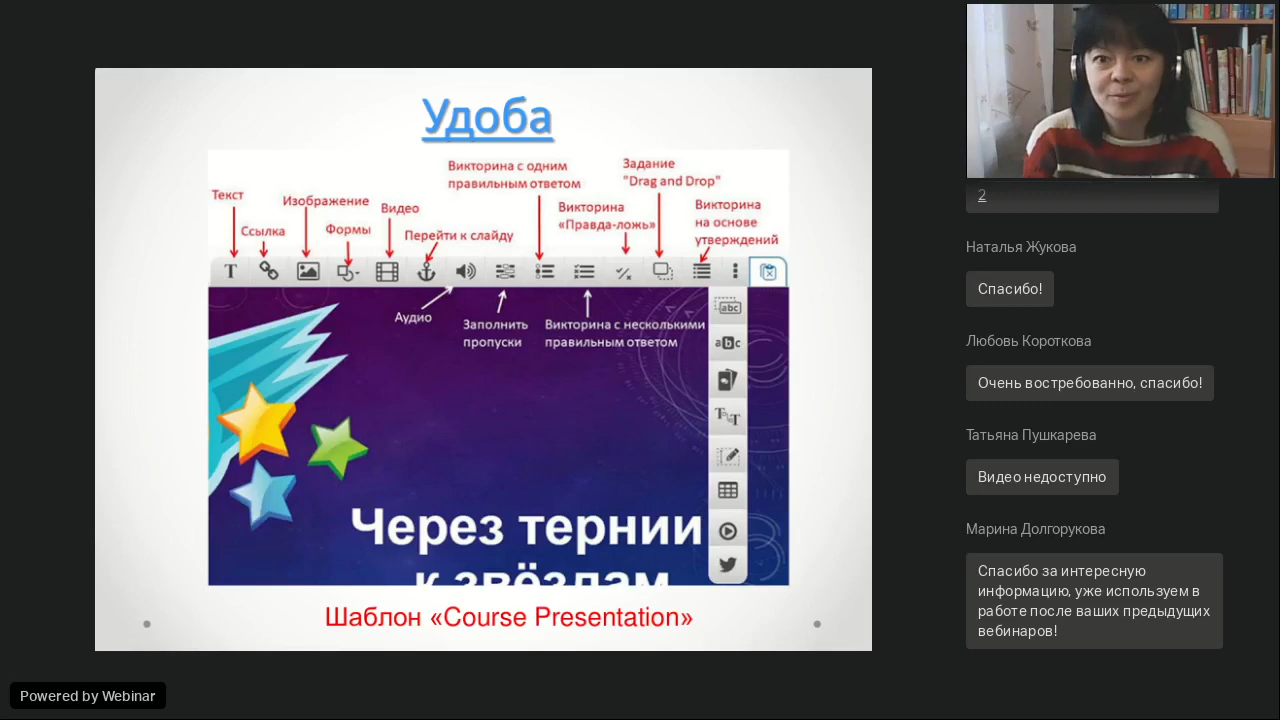 Удоба
Викторина с одним
правильным ответом
Задание
"Drag and Drop"
Текст
Изображение
Видео
Викторина
«Правда-ложь»
Викторина
на основе
утверждений
Ссылка
Формы
Перейти к слайду
T
Аудио
Заполнить
пропуски
Викторина с несколькими
правильным ответом
abc
abc
Через тернии
к звёздам
Шаблон «Course Presentation»
2
Наталья Жукова
Спасибо!
Любовь Короткова
Очень востребованно, спасибо!
Татьяна Пушкарева
Видео недоступно
Марина Долгорукова
Спасибо за интересную
информацию, уже используем в
работе после ваших предыдущих
вебинаров!
Powered by Webinar